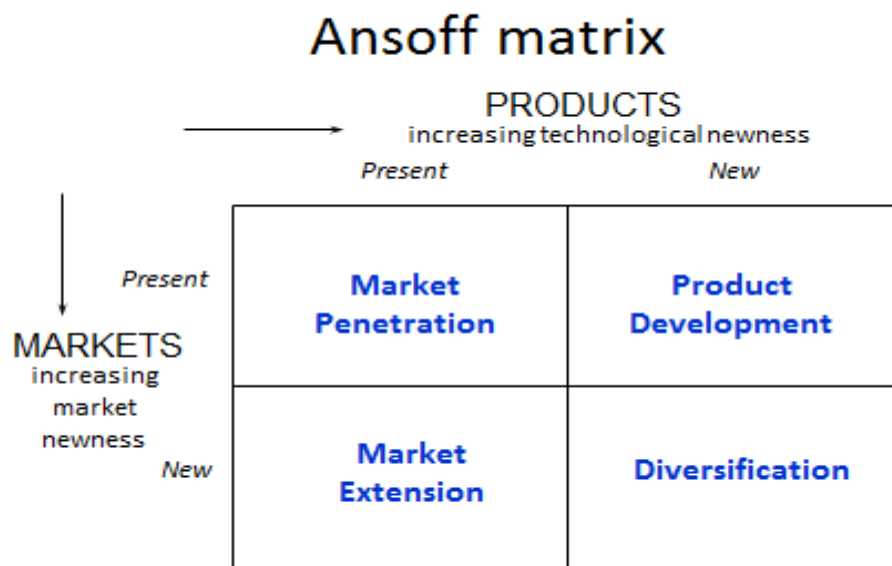 Ansoff matrix
PRODUCTS
increasing technological newness
Present
New
Present
Market
Penetration
Product
Development
MARKETS
increasing
market
newness
New
Market
Extension
Diversification